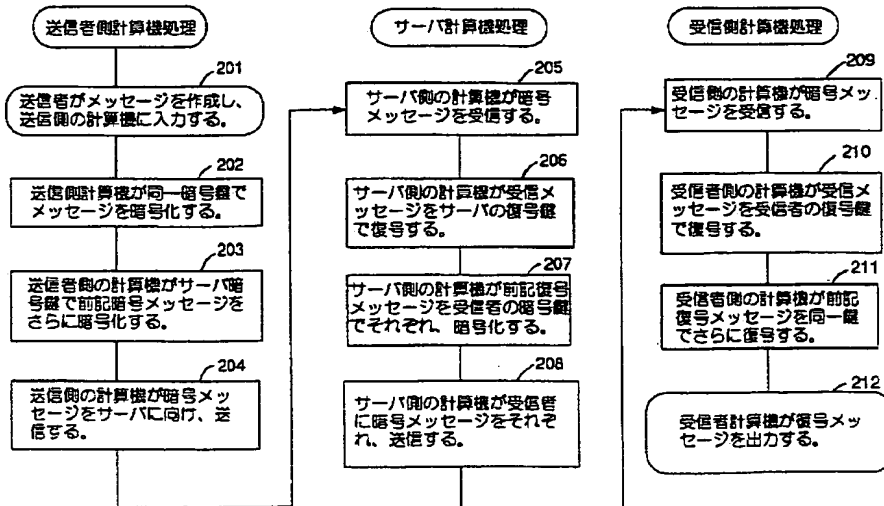 送信者側計算機処理
201
送信者がメッセージを作成し、
送信側の計算機に入力する。
202
送信側計算機が同一暗号鍵で
メッセージを暗号化する。
203
送信者側の計算機がサーバ暗
号鍵で前記暗号メッセージを
さらに暗号化する。
204
送信側の計算機が暗号メッ
セージをサーバに向け、送
信する。
サーバ計算機処理
205
サーバ側の計算機が暗号
メッセージを受信する。
206
サーバ側の計算機が受信メ
ッセージをサーバの復号鍵
で復号する。
207
サーバ側の計算機が前記復号
メッセージを受信者の暗号鍵
でそれぞれ、暗号化する。
208
サーバ側の計算機が受信者
に暗号メッセージをそれぞ
れ、送信する。
受信側計算機処理
209
受信側の計算機が暗号メッ
セージを受信する。
210
受信者側の計算機が受信メ
ッセージを受信者の復号鍵
で復号する。
211
受信者側の計算機が前記
復号メッセージを同一鍵
でさらに復号する。
212
受信者計算機が復号メッ
セージを出力する。